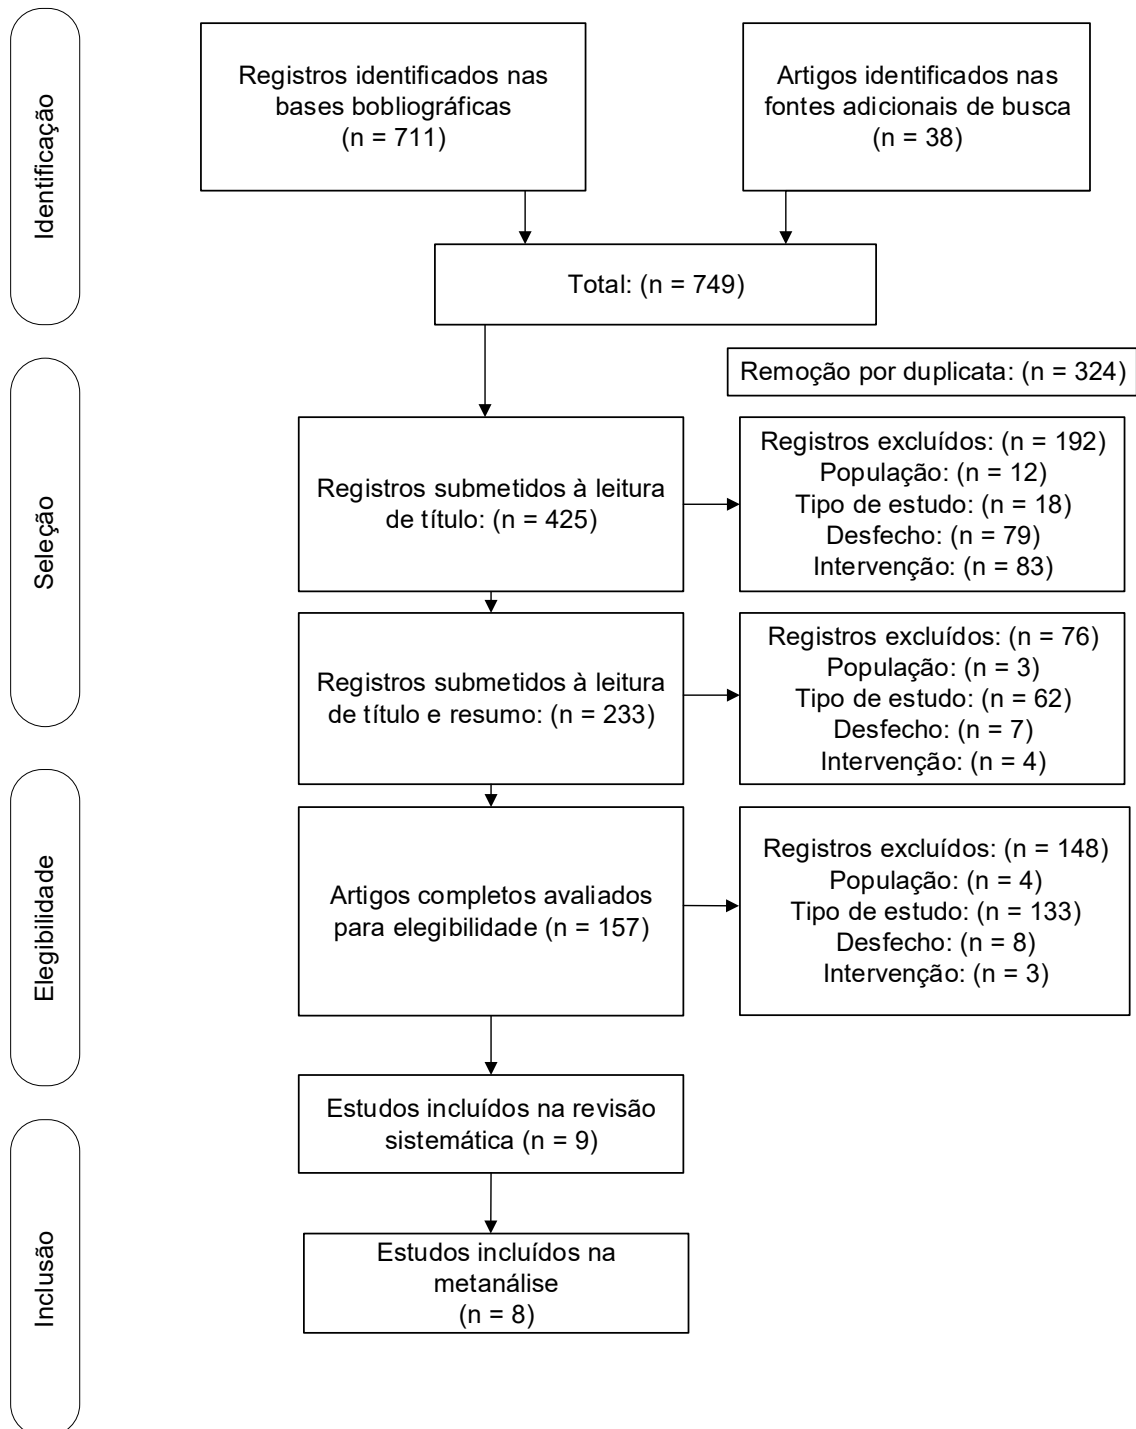 Identificação
Registros identificados nas
bases bobliográficas
(n = 711)
Artigos identificados nas
fontes adicionais de busca
(n = 38)
Total: (n = 749)
Seleção
Remoção por duplicata: (n = 324)
Registros submetidos à leitura
de título: (n = 425)
Registros excluídos: (n = 192)
População: (n = 12)
Tipo de estudo: (n = 18)
Desfecho: (n = 79)
Intervenção: (n = 83)
Registros submetidos à leitura
de título e resumo: (n = 233)
Registros excluídos: (n = 76)
População: (n = 3)
Tipo de estudo: (n = 62)
Desfecho: (n = 7)
Intervenção: (n = 4)
Elegibilidade
Artigos completos avaliados
para elegibilidade (n = 157)
Registros excluídos: (n = 148)
População: (n = 4)
Tipo de estudo: (n = 133)
Desfecho: (n = 8)
Intervenção: (n = 3)
Estudos incluídos na revisão
sistemática (n = 9)
Inclusão
Estudos incluídos na
metanálise
(n = 8)